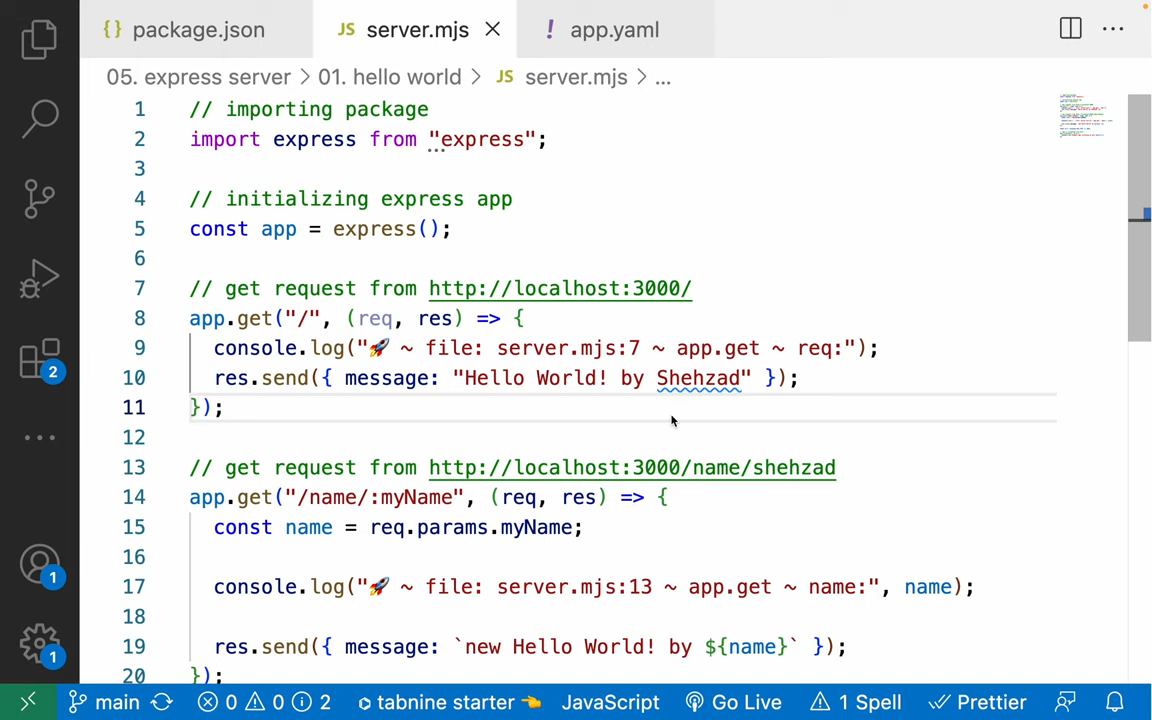 {} package.json JS server.mjs ! app.yaml
05. express server > 01. hello world > JS server.mjs > ...
1 // importing package
2 import express from "express";
3
4 // initializing express app
5 const app = express();
6
7 // get request from http://localhost:3000/
8 app.get("/", (req, res) => {
9 console.log("🚀 ~ file: server.mjs:7 ~ app.get ~ req:");
10 res.send({ message: "Hello World! by Shehzad" });
11 });
12
13 // get request from http://localhost:3000/name/shehzad
14 app.get("/name/:myName", (req, res) => {
15 const name = req.params.myName;
16
17 console.log("🚀 ~ file: server.mjs:13 ~ app.get ~ name:", name);
18
19 res.send({ message: `new Hello World! by ${name}` });
20 });
2
1
1
main 0 0 2 tabnine starter 👈 JavaScript Go Live 1 Spell Prettier